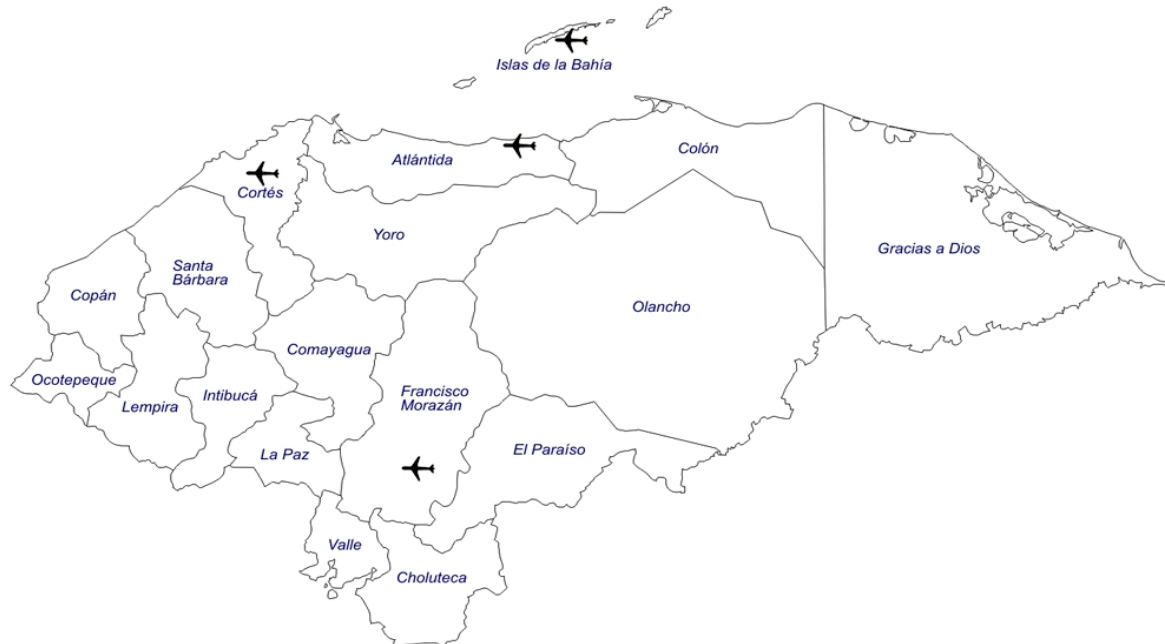 Islas de la Bahía
Atlántida
Colón
Cortés
Yoro
Gracias a Dios
Santa
Bárbara
Copán
Olancho
Comayagua
Ocotepeque
Lempira
Intibucá
Francisco
Morazán
La Paz
El Paraíso
Valle
Choluteca